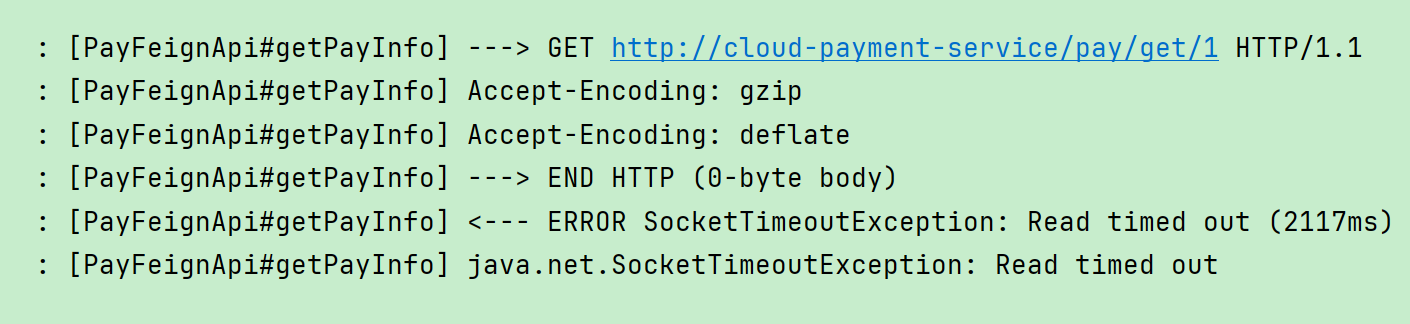 : [PayFeignApi#getPayInfo] ---> GET http://cloud-payment-service/pay/get/1 HTTP/1.1
: [PayFeignApi#getPayInfo] Accept-Encoding: gzip
: [PayFeignApi#getPayInfo] Accept-Encoding: deflate
: [PayFeignApi#getPayInfo] ---> END HTTP (0-byte body)
: [PayFeignApi#getPayInfo] <--- ERROR SocketTimeoutException: Read timed out (2117ms)
: [PayFeignApi#getPayInfo] java.net.SocketTimeoutException: Read timed out